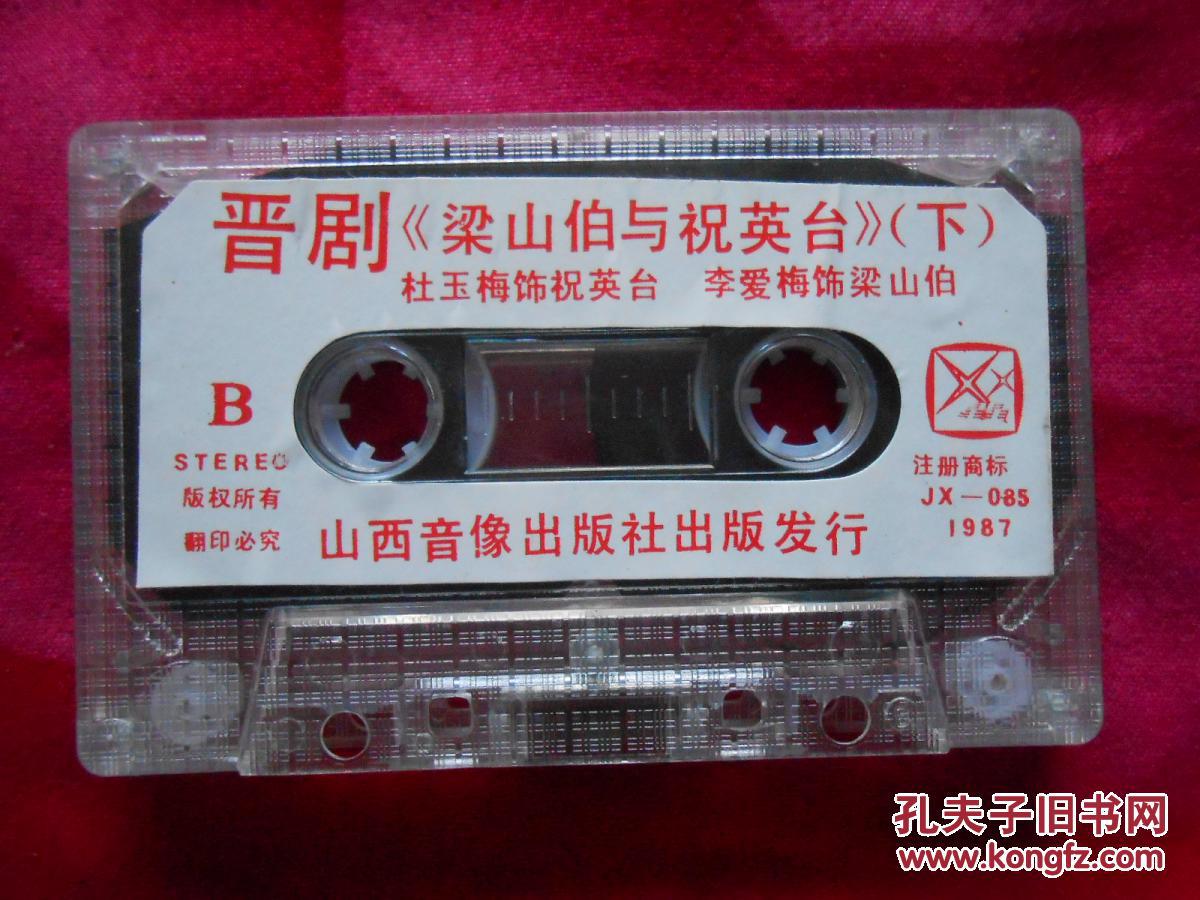 晋剧《梁山伯与祝英台》(下)
杜玉梅饰祝英台 李爱梅饰梁山伯
B
STEREO
版权所有
翻印必究
注册商标
JX-085
1987
山西音像出版社出版发行
孔夫子旧书网
www.kongfz.com